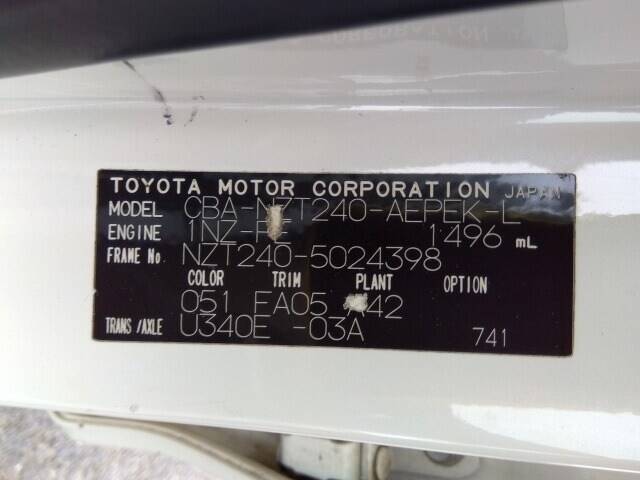 TOYOTA MOTOR CORPORATION JAPAN
MODEL CBA-NZT240-AEPEK-L
ENGINE 1NZ-FE 1496 mL
FRAME No. NZT240-5024398
COLOR TRIM PLANT OPTION
051 FA05 42
TRANS/AXLE U340E -03A 741